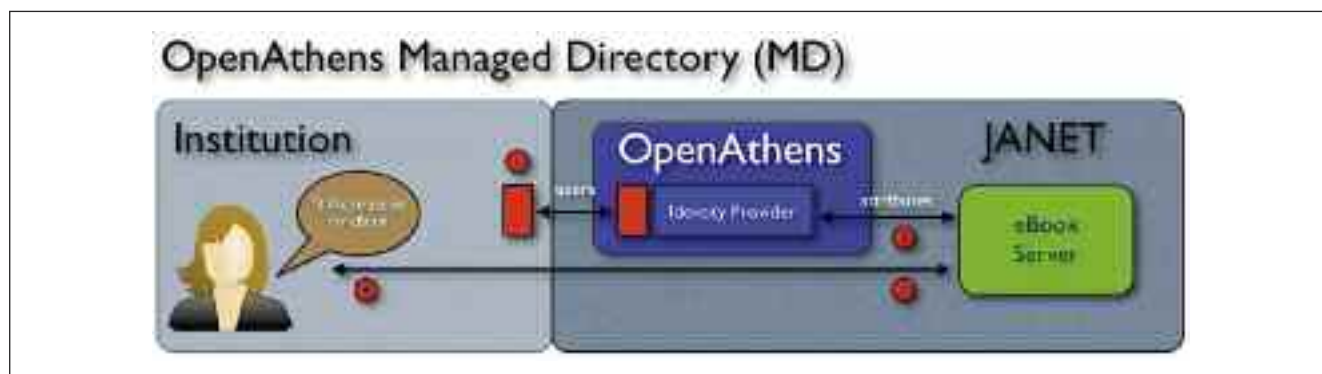 OpenAthens Managed Directory (MD)
Institution
OpenAthens
JANET
users
Identity Provider
attributes
eBook
Server